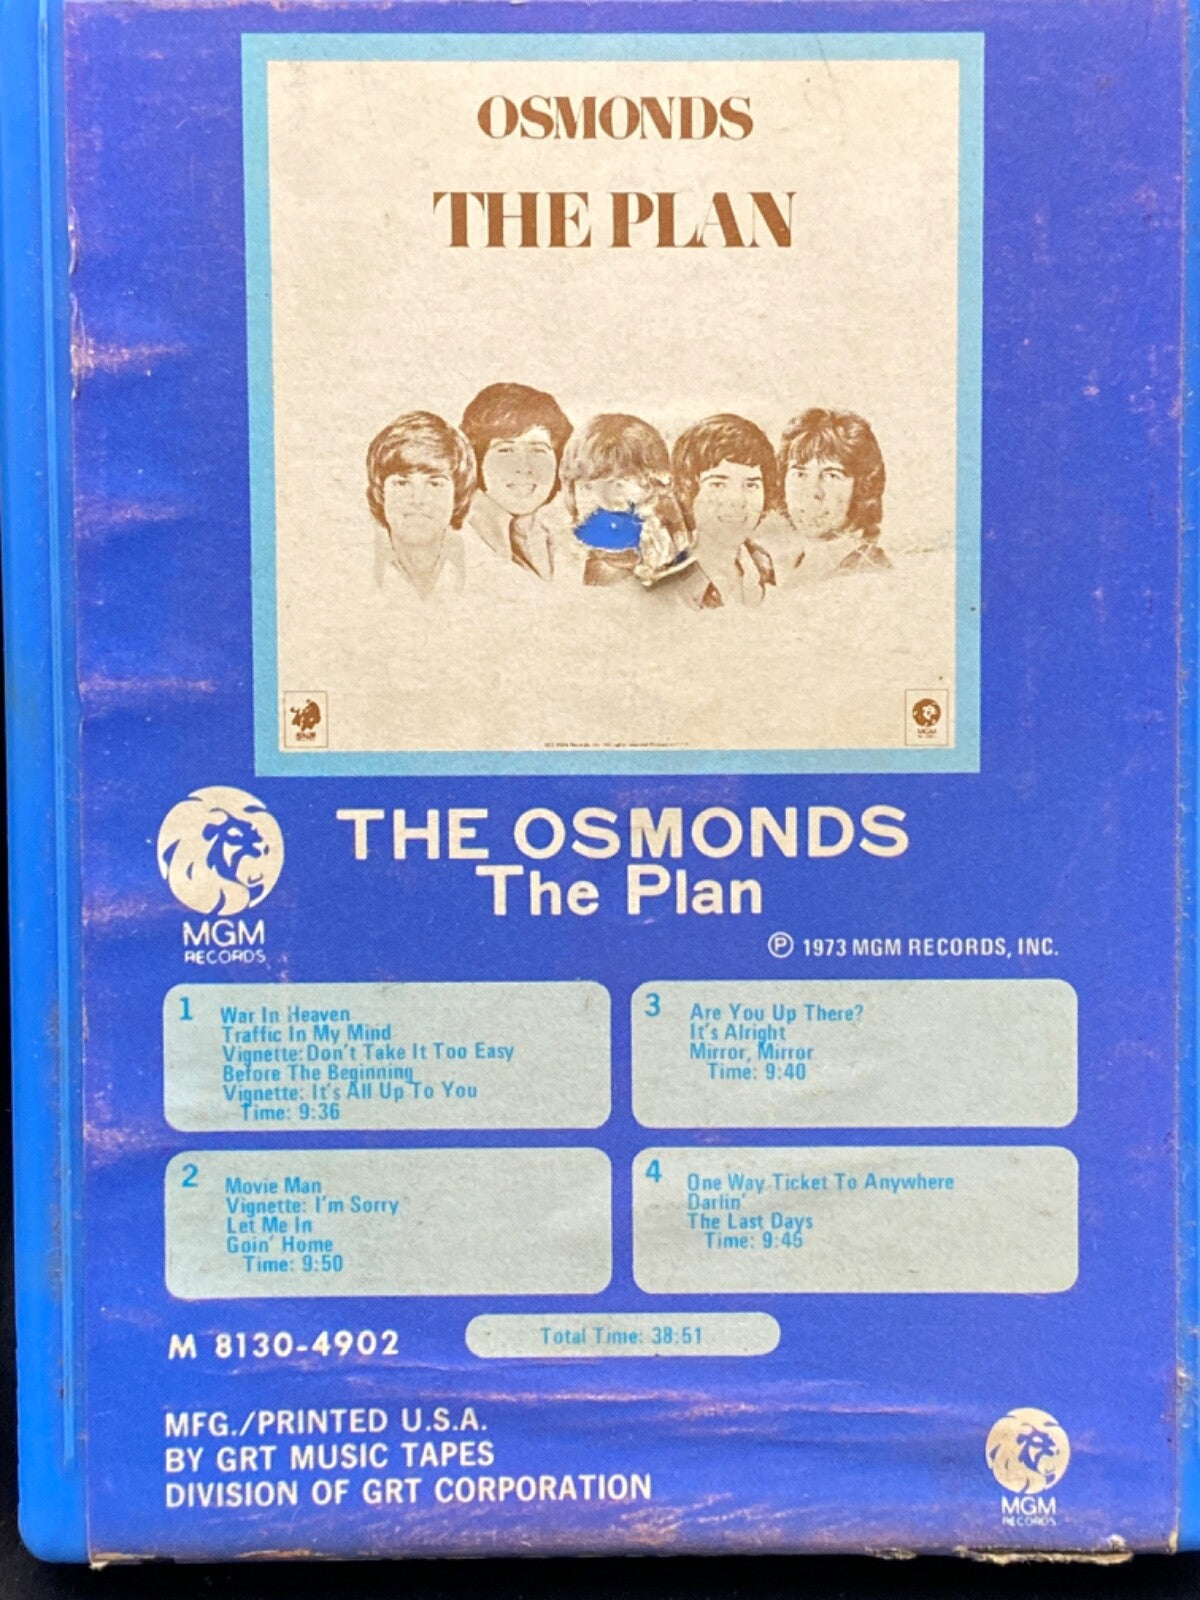 OSMONDS
THE PLAN
MGM
THE OSMONDS
The Plan
MGM
RECORDS
℗ 1973 MGM RECORDS, INC.
1
War In Heaven
Traffic In My Mind
Vignette: Don't Take It Too Easy
Before The Beginning
Vignette: It's All Up To You
Time: 9:36
2
Movie Man
Vignette: I'm Sorry
Let Me In
Goin' Home
Time: 9:50
3
Are You Up There?
It's Alright
Mirror, Mirror
Time: 9:40
4
One Way Ticket To Anywhere
Darlin'
The Last Days
Time: 9:45
M 8130-4902
Total Time: 38:51
MFG./PRINTED U.S.A.
BY GRT MUSIC TAPES
DIVISION OF GRT CORPORATION
MGM
RECORDS